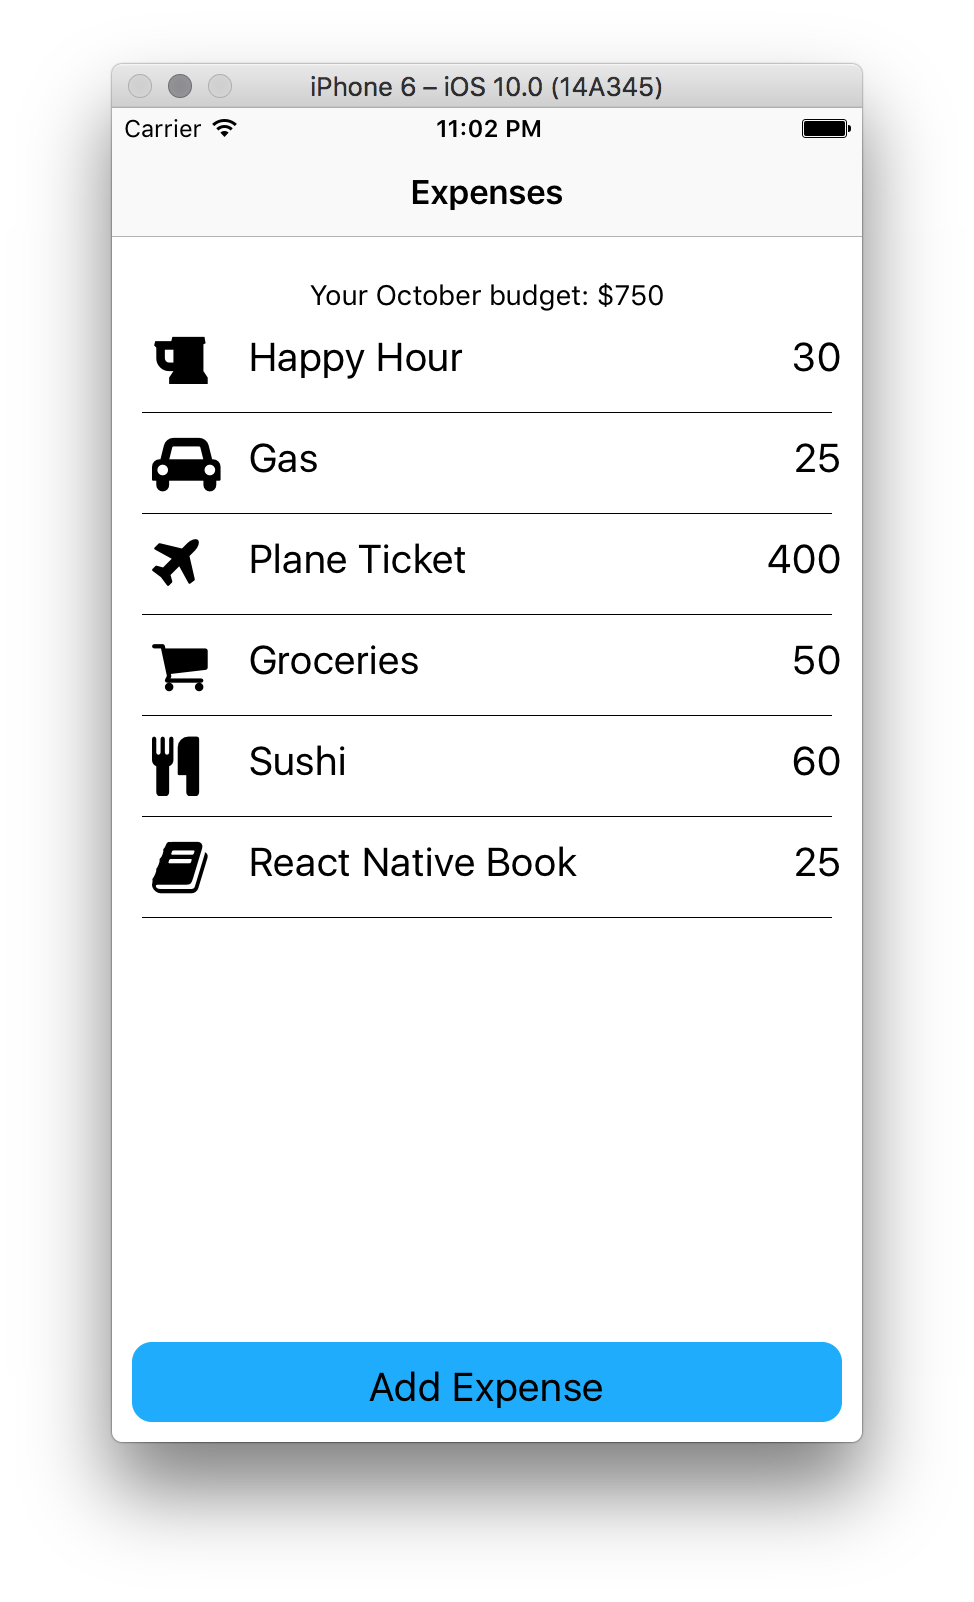 iPhone 6 – iOS 10.0 (14A345)
Carrier 11:02 PM
Expenses
Your October budget: $750
Happy Hour 30
Gas 25
Plane Ticket 400
Groceries 50
Sushi 60
React Native Book 25
Add Expense